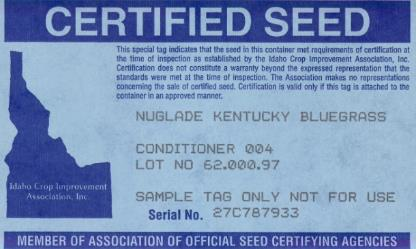 CERTIFIED SEED
This special tag indicates that the seed in this container met requirements of certification at
the time of inspection as established by the Idaho Crop Improvement Association, Inc.
Certification does not constitute a warranty beyond the expressed representation that the
standards were met at the time of inspection. The Association makes no representations
concerning the sale of certified seed. Certification is valid only if this tag is attached to the
container in an approved manner.
NUGLADE KENTUCKY BLUEGRASS
CONDITIONER 004
LOT NO 62.000.97
Idaho Crop Improvement
Association, Inc.
SAMPLE TAG ONLY NOT FOR USE
Serial No. 27C787933
MEMBER OF ASSOCIATION OF OFFICIAL SEED CERTIFYING AGENCIES